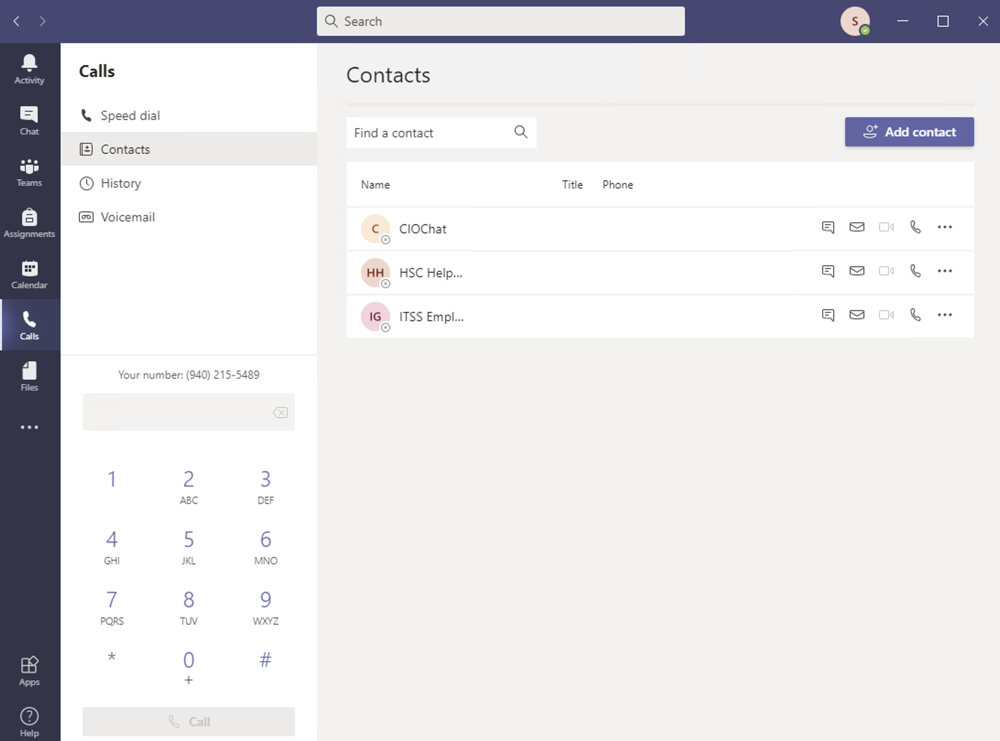 Search
S
Activity
Chat
Teams
Assignments
Calendar
Calls
Files
Apps
Help
Calls
Speed dial
Contacts
History
Voicemail
Your number: (940) 215-5489
1
2
3
ABC
DEF
4
5
6
GHI
JKL
MNO
7
8
9
PQRS
TUV
WXYZ
*
0
#
+
Call
Contacts
Find a contact
Add contact
Name
Title
Phone
C
CIOChat
HH
HSC Help...
IG
ITSS Empl...